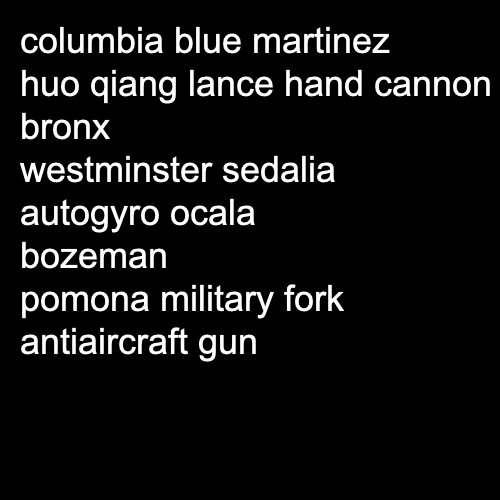 columbia blue martinez
huo qiang lance hand cannon
bronx
westminster sedalia
autogyro ocala
bozeman
pomona military fork
antiaircraft gun